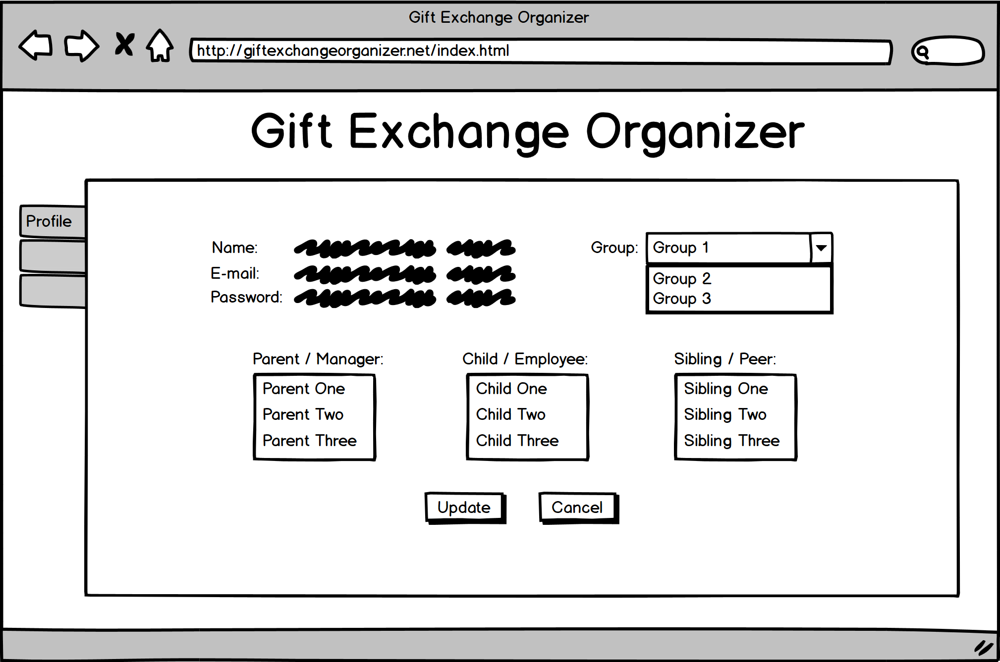 Gift Exchange Organizer
http://giftexchangeorganizer.net/index.html
Gift Exchange Organizer
Profile
Name:
Group: Group 1
E-mail:
Group 2
Password:
Group 3
Parent / Manager:
Child / Employee:
Sibling / Peer:
Parent One
Parent Two
Parent Three
Child One
Child Two
Child Three
Sibling One
Sibling Two
Sibling Three
Update
Cancel